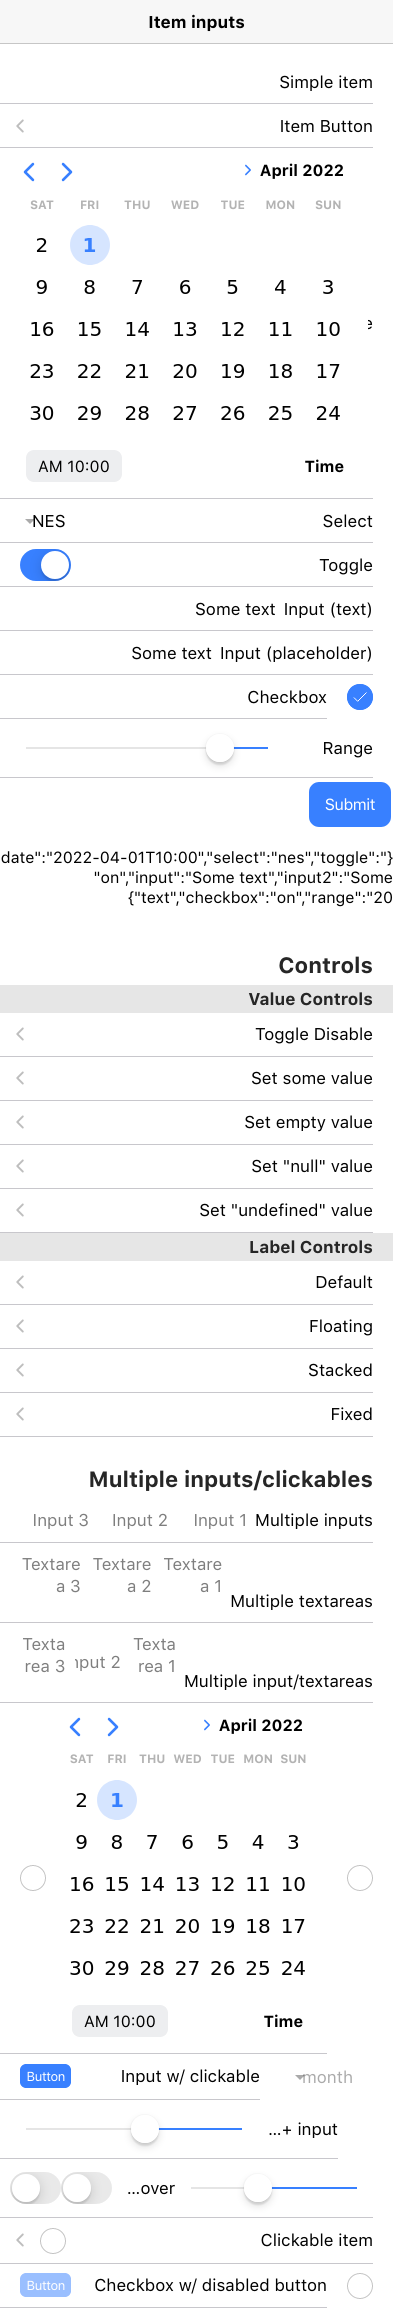 Item inputs
Simple item
Item Button
April 2022
SAT FRI THU WED TUE MON SUN
2 1
9 8 7 6 5 4 3
16 15 14 13 12 11 10
23 22 21 20 19 18 17
30 29 28 27 26 25 24
AM 10:00 Time
NES Select
Toggle
Some text Input (text)
Some text Input (placeholder)
Checkbox
Range
Submit
date":"2022-04-01T10:00","select":"nes","toggle":"}
"on","input":"Some text","input2":"Some
{"text","checkbox":"on","range":"20
Controls
Value Controls
Toggle Disable
Set some value
Set empty value
Set "null" value
Set "undefined" value
Label Controls
Default
Floating
Stacked
Fixed
Multiple inputs/clickables
Input 3 Input 2 Input 1 Multiple inputs
Textare Textare Textare
a 3 a 2 a 1
Multiple textareas
Texta Texta
rea 3 nput 2 rea 1
Multiple input/textareas
April 2022
SAT FRI THU WED TUE MON SUN
2 1
9 8 7 6 5 4 3
16 15 14 13 12 11 10
23 22 21 20 19 18 17
30 29 28 27 26 25 24
AM 10:00 Time
Button Input w/ clickable month
...+ input
...over
Clickable item
Button Checkbox w/ disabled button